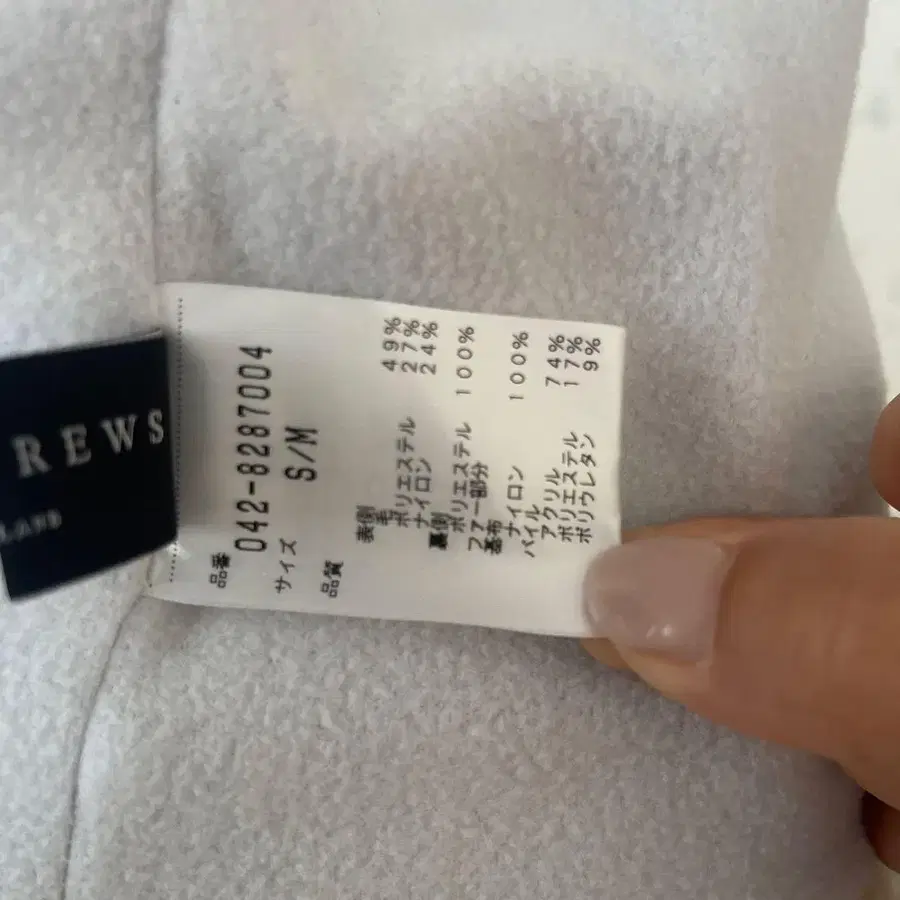 REWS
LAND
品番
042-8287004
サイズ
S/M
品質
表側
毛 49%
ポリエステル 27%
ナイロン 24%
裏側
ポリエステル 100%
ファー部分
基布
ナイロン 100%
パイル
アクリル 74%
ポリエステル 17%
ポリウレタン 9%